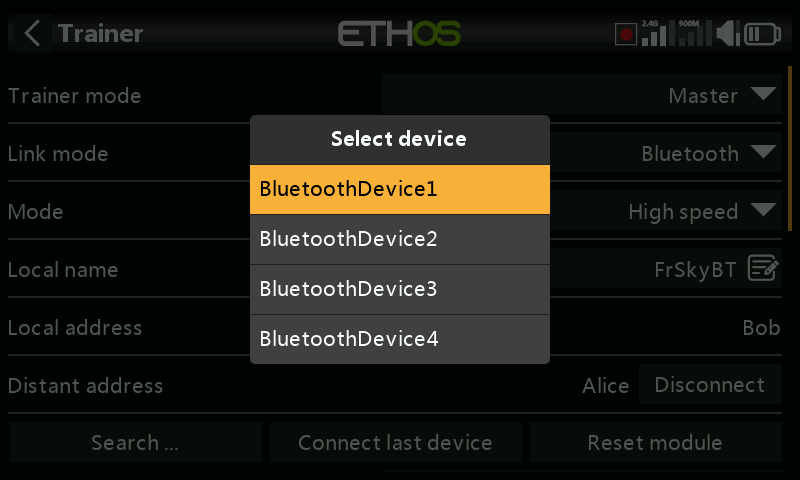 Trainer
ETHOS
2.4G
900M
Trainer mode
Master
Select device
Link mode
Bluetooth
BluetoothDevice1
Mode
High speed
BluetoothDevice2
Local name
FrSkyBT
BluetoothDevice3
Local address
Bob
BluetoothDevice4
Distant address
Alice
Disconnect
Search ...
Connect last device
Reset module